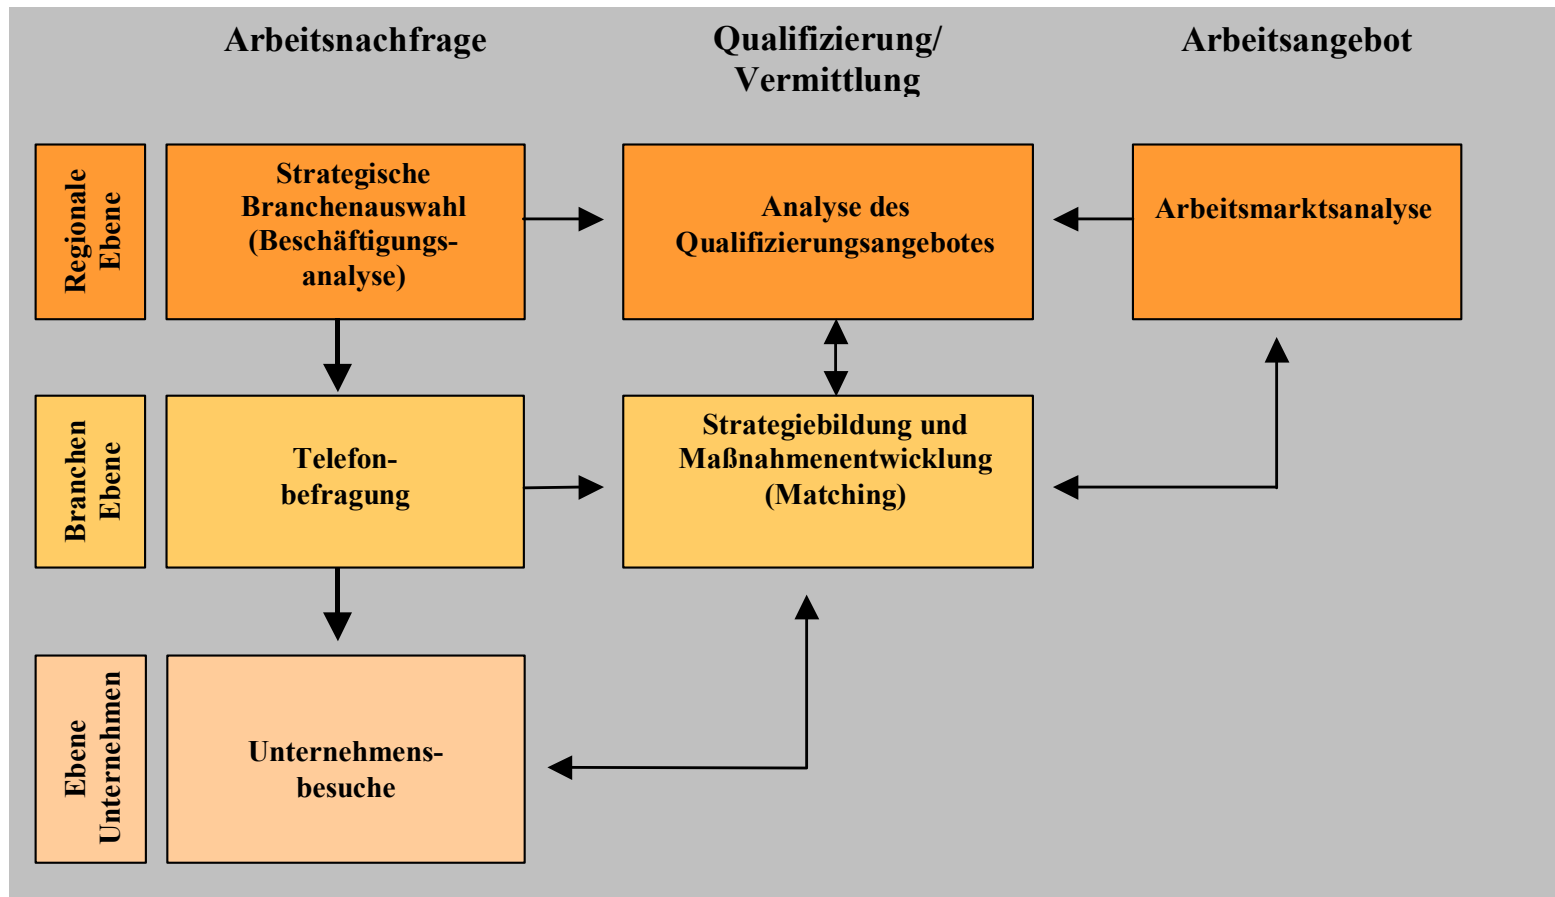 Arbeitsnachfrage
Qualifizierung/
Vermittlung
Arbeitsangebot
Regionale
Ebene
Strategische
Branchenauswahl
(Beschäftigungs-
analyse)
Analyse des
Qualifizierungsangebotes
Arbeitsmarktsanalyse
Branchen
Ebene
Telefon-
befragung
Strategiebildung und
Maßnahmenentwicklung
(Matching)
Ebene
Unternehmen
Unternehmens-
besuche